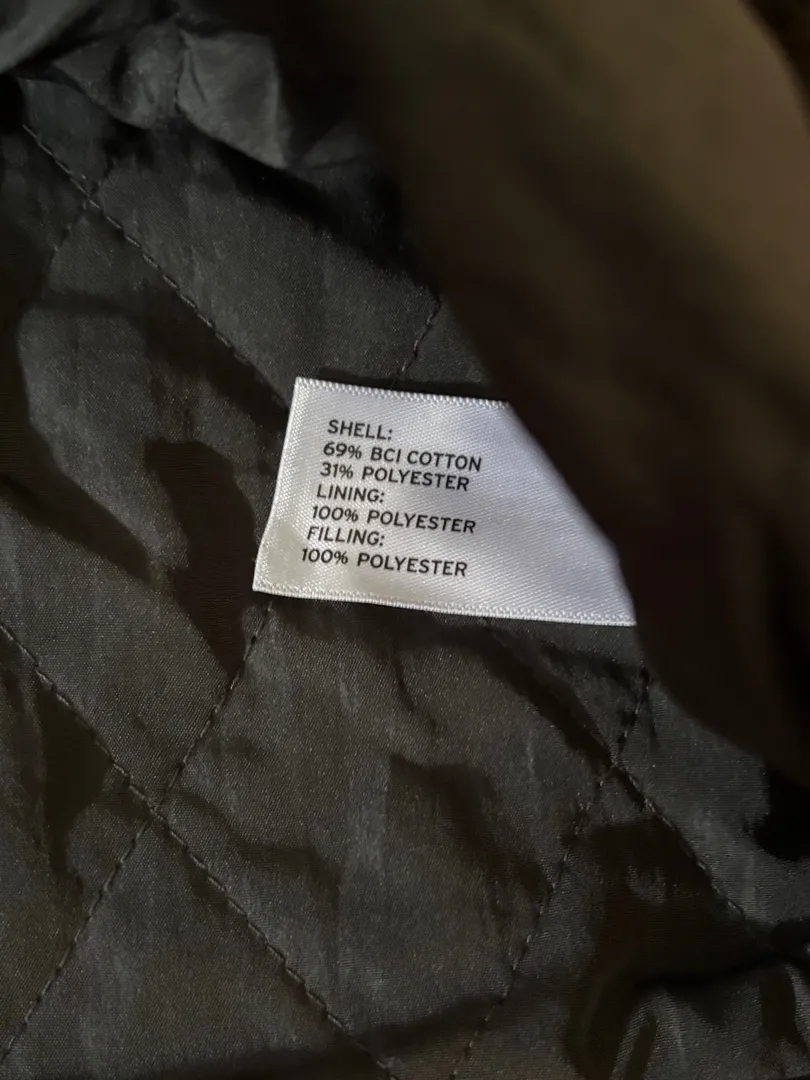 SHELL:
69% BCI COTTON
31% POLYESTER
LINING:
100% POLYESTER
FILLING:
100% POLYESTER